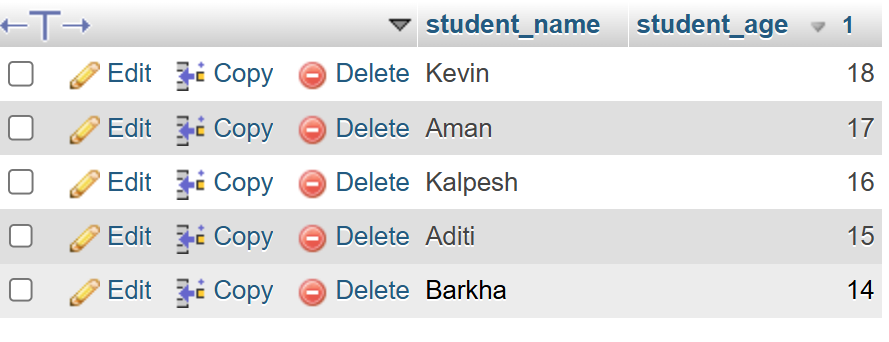 student_name student_age 1
Edit Copy Delete Kevin 18
Edit Copy Delete Aman 17
Edit Copy Delete Kalpesh 16
Edit Copy Delete Aditi 15
Edit Copy Delete Barkha 14